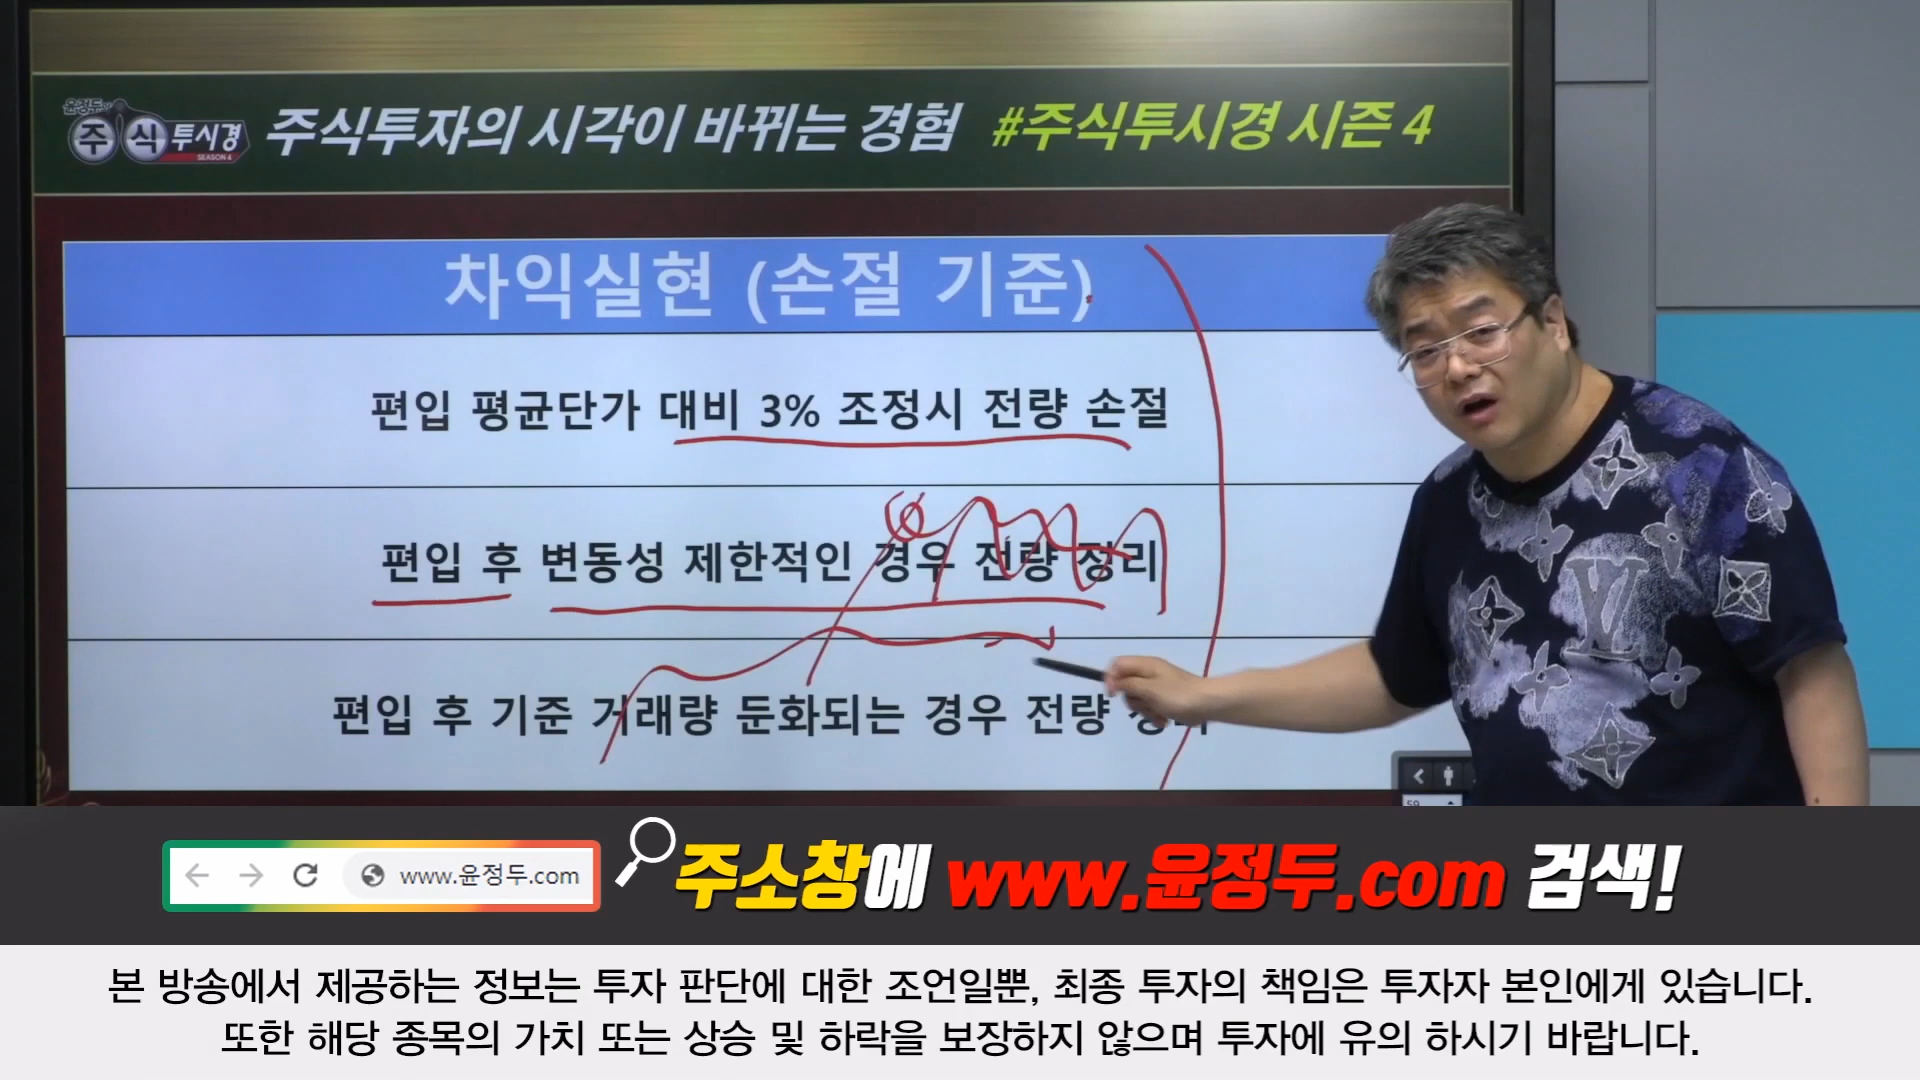 윤정두의
주식투시경
SEASON 4
주식투자의 시각이 바뀌는 경험 #주식투시경 시즌 4
차익실현 (손절 기준)
편입 평균단가 대비 3% 조정시 전량 손절
편입 후 변동성 제한적인 경우 전량 정리
편입 후 기준 거래량 둔화되는 경우 전량
www.윤정두.com
주소창에 www.윤정두.com 검색!
본 방송에서 제공하는 정보는 투자 판단에 대한 조언일뿐, 최종 투자의 책임은 투자자 본인에게 있습니다.
또한 해당 종목의 가치 또는 상승 및 하락을 보장하지 않으며 투자에 유의 하시기 바랍니다.